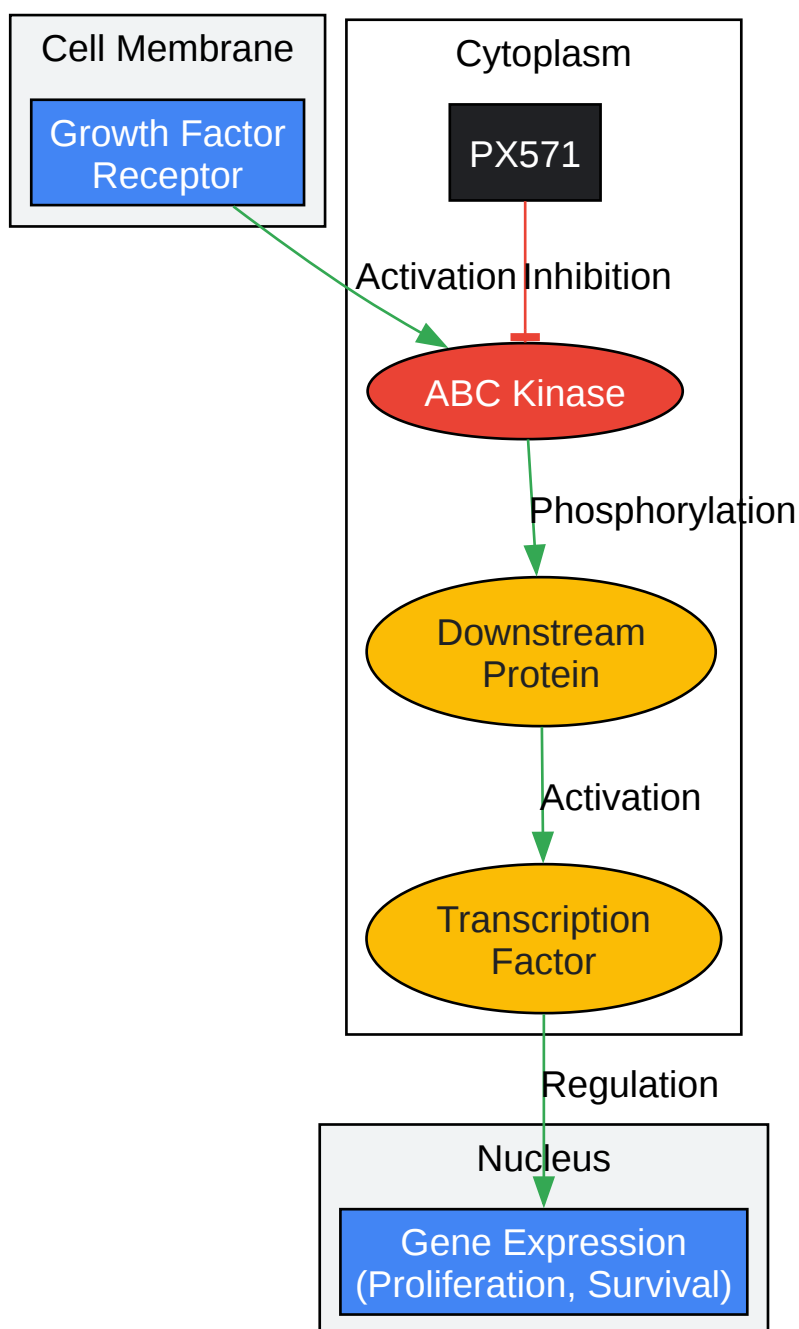 Cell Membrane
Growth Factor
Receptor
Cytoplasm
PX571
Activation
Inhibition
ABC Kinase
Phosphorylation
Downstream
Protein
Activation
Transcription
Factor
Regulation
Nucleus
Gene Expression
(Proliferation, Survival)